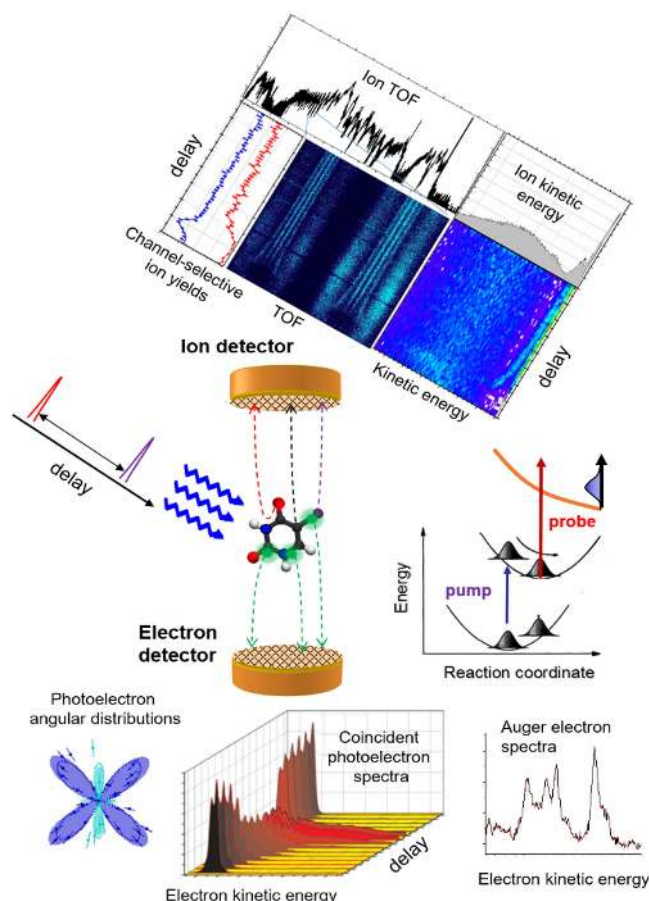 Ion TOF
delay
Ion kinetic
energy
Channel-selective
ion yields
TOF
Kinetic energy
delay
Ion detector
delay
probe
pump
Energy
Reaction coordinate
Electron
detector
Photoelectron
angular distributions
Coincident
photoelectron
spectra
delay
Electron kinetic energy
Auger electron
spectra
Electron kinetic energy